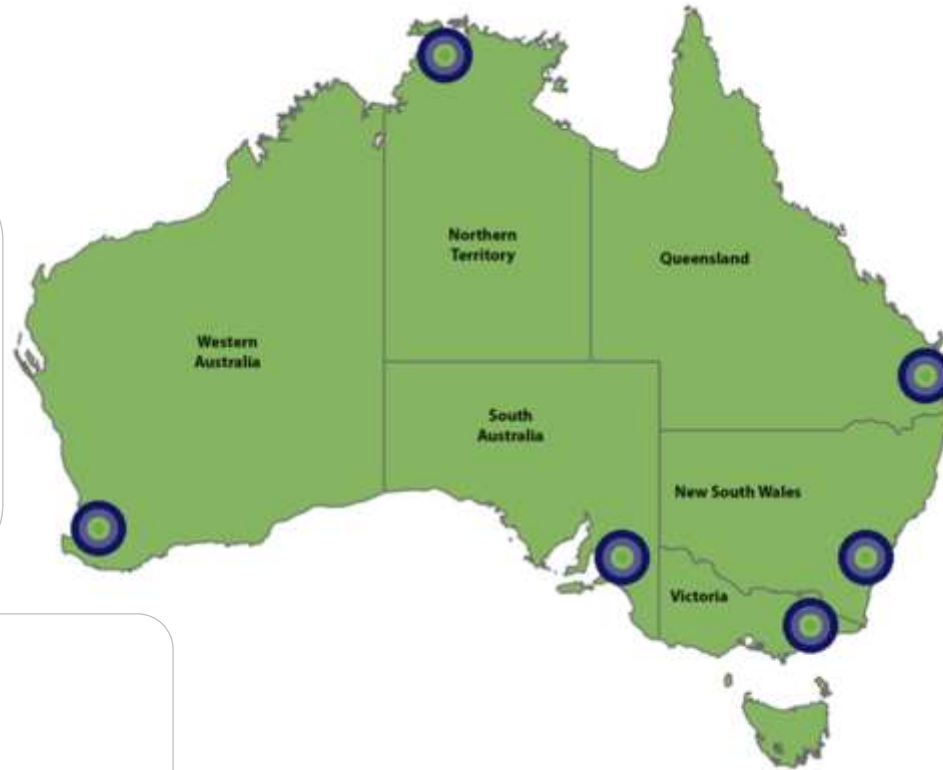 Northern
Territory
Queensland
Western
Australia
South
Australia
New South Wales
Victoria